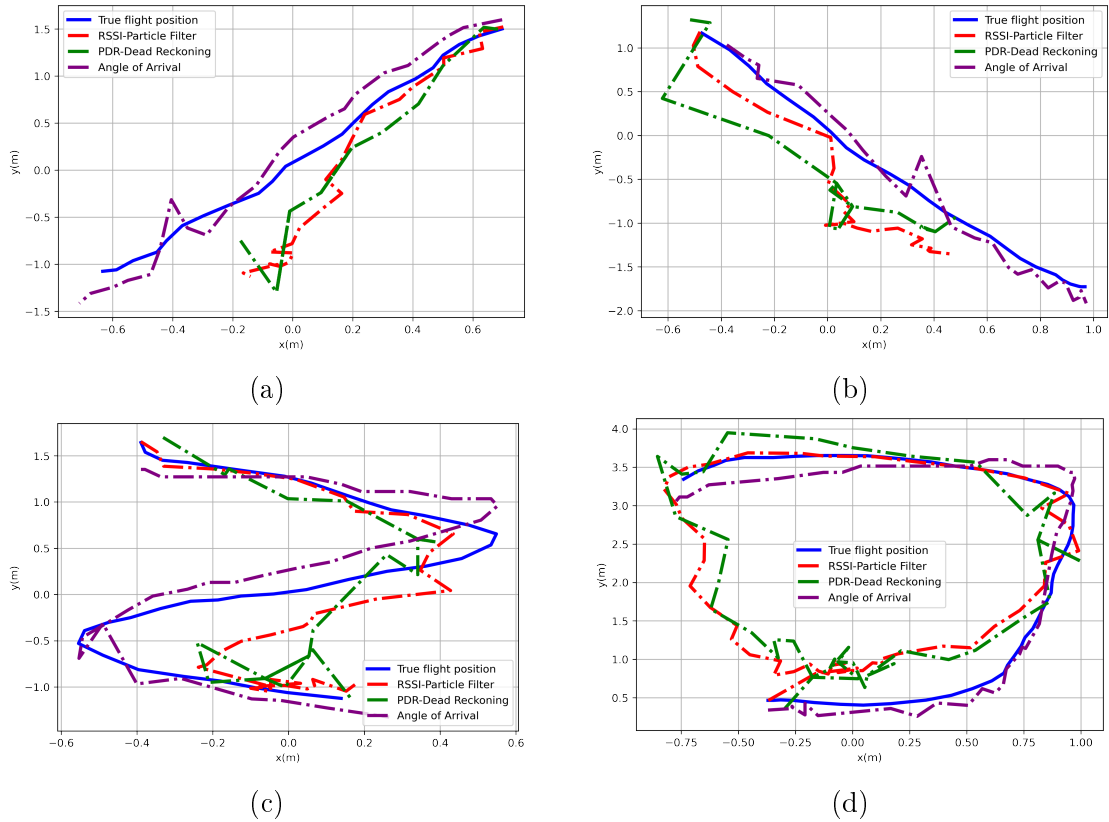 True flight position
RSSI-Particle Filter
PDR-Dead Reckoning
Angle of Arrival
1.5
1.0
0.5
0.0
−0.5
−1.0
−1.5
y(m)
−0.6 −0.4 −0.2 0.0 0.2 0.4 0.6
x(m)
(a)
True flight position
RSSI-Particle Filter
PDR-Dead Reckoning
Angle of Arrival
1.0
0.5
0.0
−0.5
−1.0
−1.5
−2.0
y(m)
−0.6 −0.4 −0.2 0.0 0.2 0.4 0.6 0.8 1.0
x(m)
(b)
1.5
1.0
0.5
0.0
−0.5
−1.0
y(m)
True flight position
RSSI-Particle Filter
PDR-Dead Reckoning
Angle of Arrival
−0.6 −0.4 −0.2 0.0 0.2 0.4 0.6
x(m)
(c)
4.0
3.5
3.0
2.5
2.0
1.5
1.0
0.5
y(m)
True flight position
RSSI-Particle Filter
PDR-Dead Reckoning
Angle of Arrival
−0.75 −0.50 −0.25 0.00 0.25 0.50 0.75 1.00
x(m)
(d)